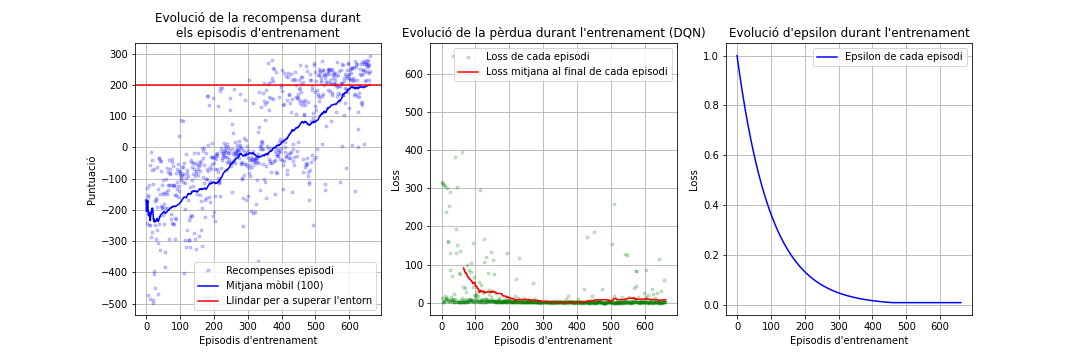 Evolució de la recompensa durant
els episodis d'entrenament
Puntuació
300
200
100
0
−100
−200
−300
−400
−500
0 100 200 300 400 500 600
Episodis d'entrenament
Recompenses episodi
Mitjana mòbil (100)
Llindar per a superar l'entorn
Evolució de la pèrdua durant l'entrenament (DQN)
Loss
600
500
400
300
200
100
0
0 100 200 300 400 500 600
Episodis d'entrenament
Loss de cada episodi
Loss mitjana al final de cada episodi
Evolució d'epsilon durant l'entrenament
Loss
1.0
0.8
0.6
0.4
0.2
0.0
0 100 200 300 400 500 600
Episodis d'entrenament
Epsilon de cada episodi